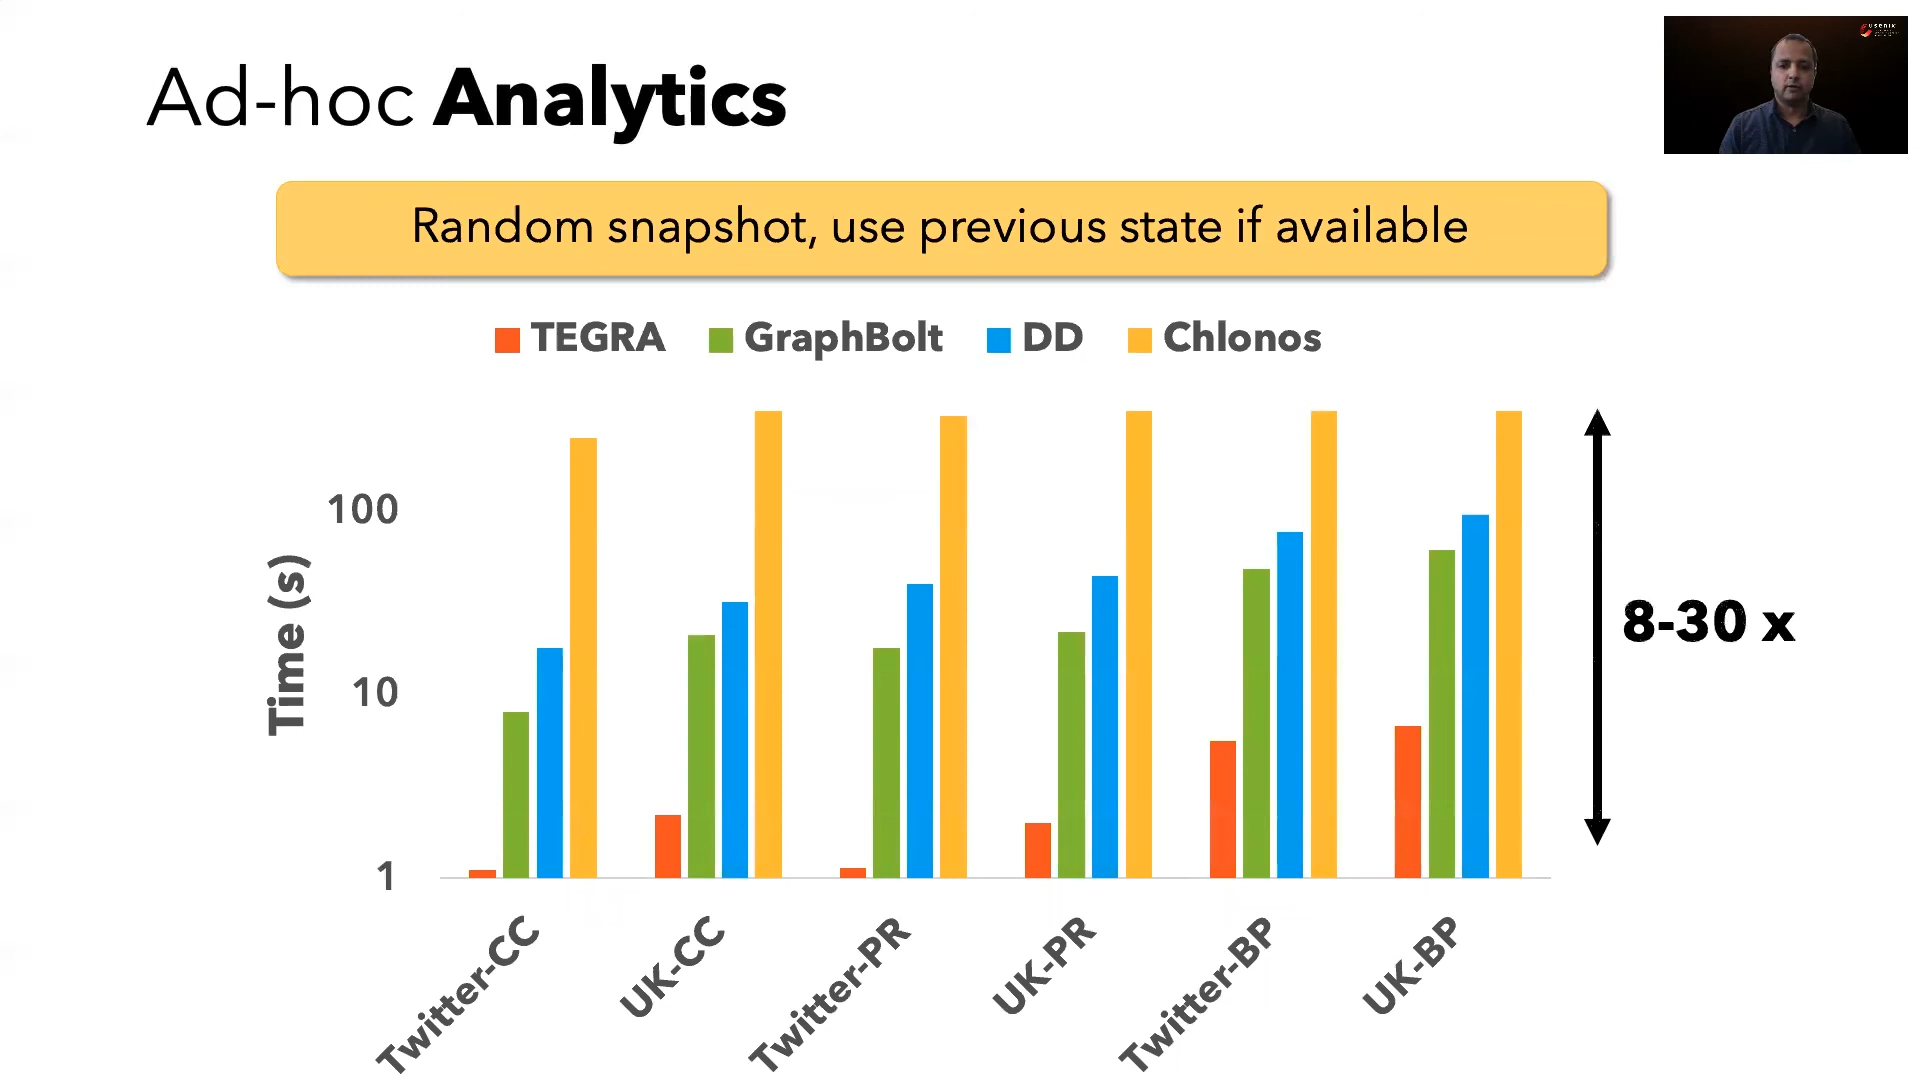 Ad-hoc Analytics
USENIX
Random snapshot, use previous state if available
TEGRA GraphBolt DD Chlonos
100
10
1
Time (s)
8-30 x
Twitter-CC
UK-CC
Twitter-PR
UK-PR
Twitter-BP
UK-BP